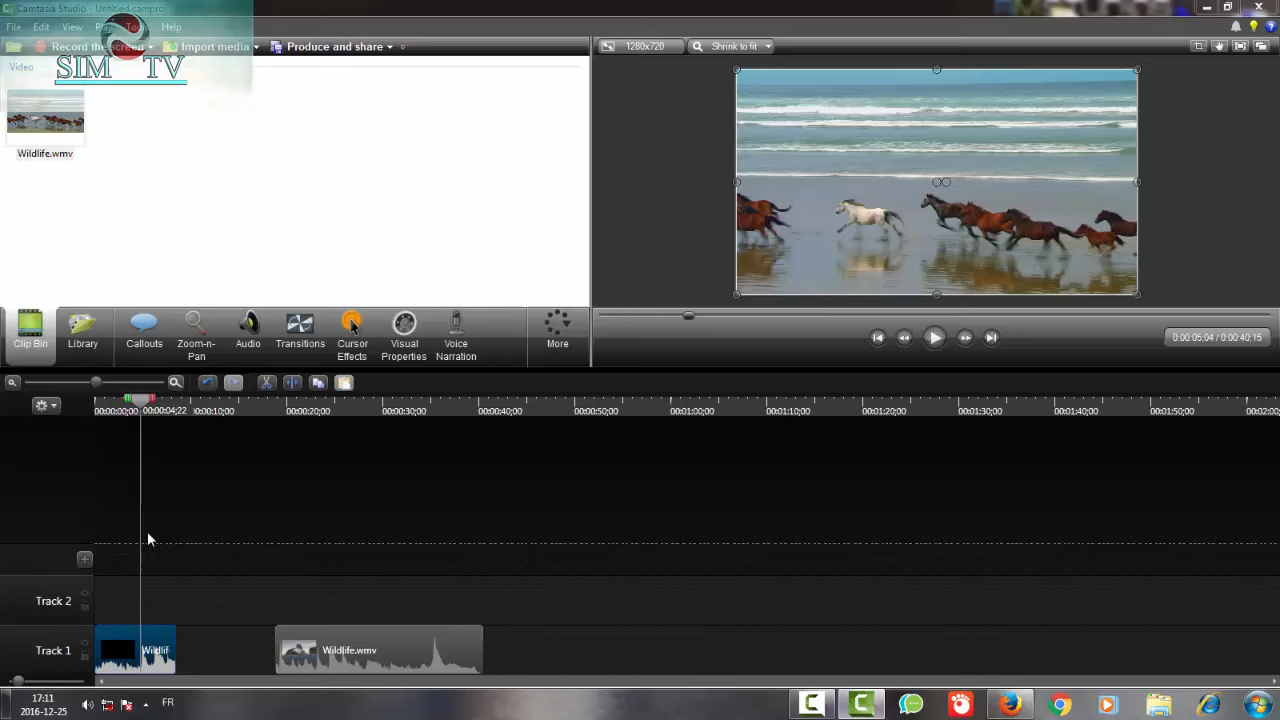 Camtasia Studio - Untitled.camproj
File Edit View Play Tools Help
Record the screen Import media Produce and share
1280x720 Shrink to fit
SIM TV
Video
Wildlife.wmv
Clip Bin Library Callouts Zoom-n-Pan Audio Transitions Cursor Effects Visual Properties Voice Narration More
0:00:05;04 / 0:00:40;15
00:00:00;00 00:00:04;22 00:00:10;00 00:00:20;00 00:00:30;00 00:00:40;00 00:00:50;00 00:01:00;00 00:01:10;00 00:01:20;00 00:01:30;00 00:01:40;00 00:01:50;00 00:02:00
Track 2
Track 1 Wildlif Wildlife.wmv
17:11
2016-12-25
FR